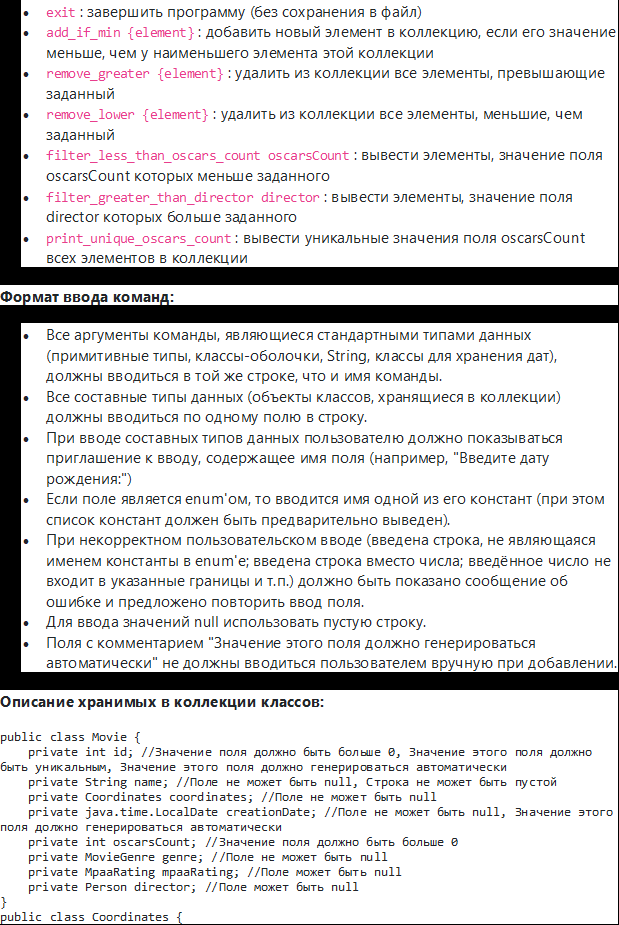 • exit : завершить программу (без сохранения в файл)
• add_if_min {element} : добавить новый элемент в коллекцию, если его значение
меньше, чем у наименьшего элемента этой коллекции
• remove_greater {element} : удалить из коллекции все элементы, превышающие
заданный
• remove_lower {element} : удалить из коллекции все элементы, меньшие, чем
заданный
• filter_less_than_oscars_count oscarsCount : вывести элементы, значение поля
oscarsCount которых меньше заданного
• filter_greater_than_director director : вывести элементы, значение поля
director которых больше заданного
• print_unique_oscars_count : вывести уникальные значения поля oscarsCount
всех элементов в коллекции
Формат ввода команд:
• Все аргументы команды, являющиеся стандартными типами данных
(примитивные типы, классы-оболочки, String, классы для хранения дат),
должны вводиться в той же строке, что и имя команды.
• Все составные типы данных (объекты классов, хранящиеся в коллекции)
должны вводиться по одному полю в строку.
• При вводе составных типов данных пользователю должно показываться
приглашение к вводу, содержащее имя поля (например, "Введите дату
рождения:")
• Если поле является enum'ом, то вводится имя одной из его констант (при этом
список констант должен быть предварительно выведен).
• При некорректном пользовательском вводе (введена строка, не являющаяся
именем константы в enum'е; введена строка вместо числа; введённое число не
входит в указанные границы и т.п.) должно быть показано сообщение об
ошибке и предложено повторить ввод поля.
• Для ввода значений null использовать пустую строку.
• Поля с комментарием "Значение этого поля должно генерироваться
автоматически" не должны вводиться пользователем вручную при добавлении.
Описание хранимых в коллекции классов:
public class Movie {
    private int id; //Значение поля должно быть больше 0, Значение этого поля должно
быть уникальным, Значение этого поля должно генерироваться автоматически
    private String name; //Поле не может быть null, Строка не может быть пустой
    private Coordinates coordinates; //Поле не может быть null
    private java.time.LocalDate creationDate; //Поле не может быть null, Значение этого
поля должно генерироваться автоматически
    private int oscarsCount; //Значение поля должно быть больше 0
    private MovieGenre genre; //Поле не может быть null
    private MpaaRating mpaaRating; //Поле может быть null
    private Person director; //Поле может быть null
}
public class Coordinates {